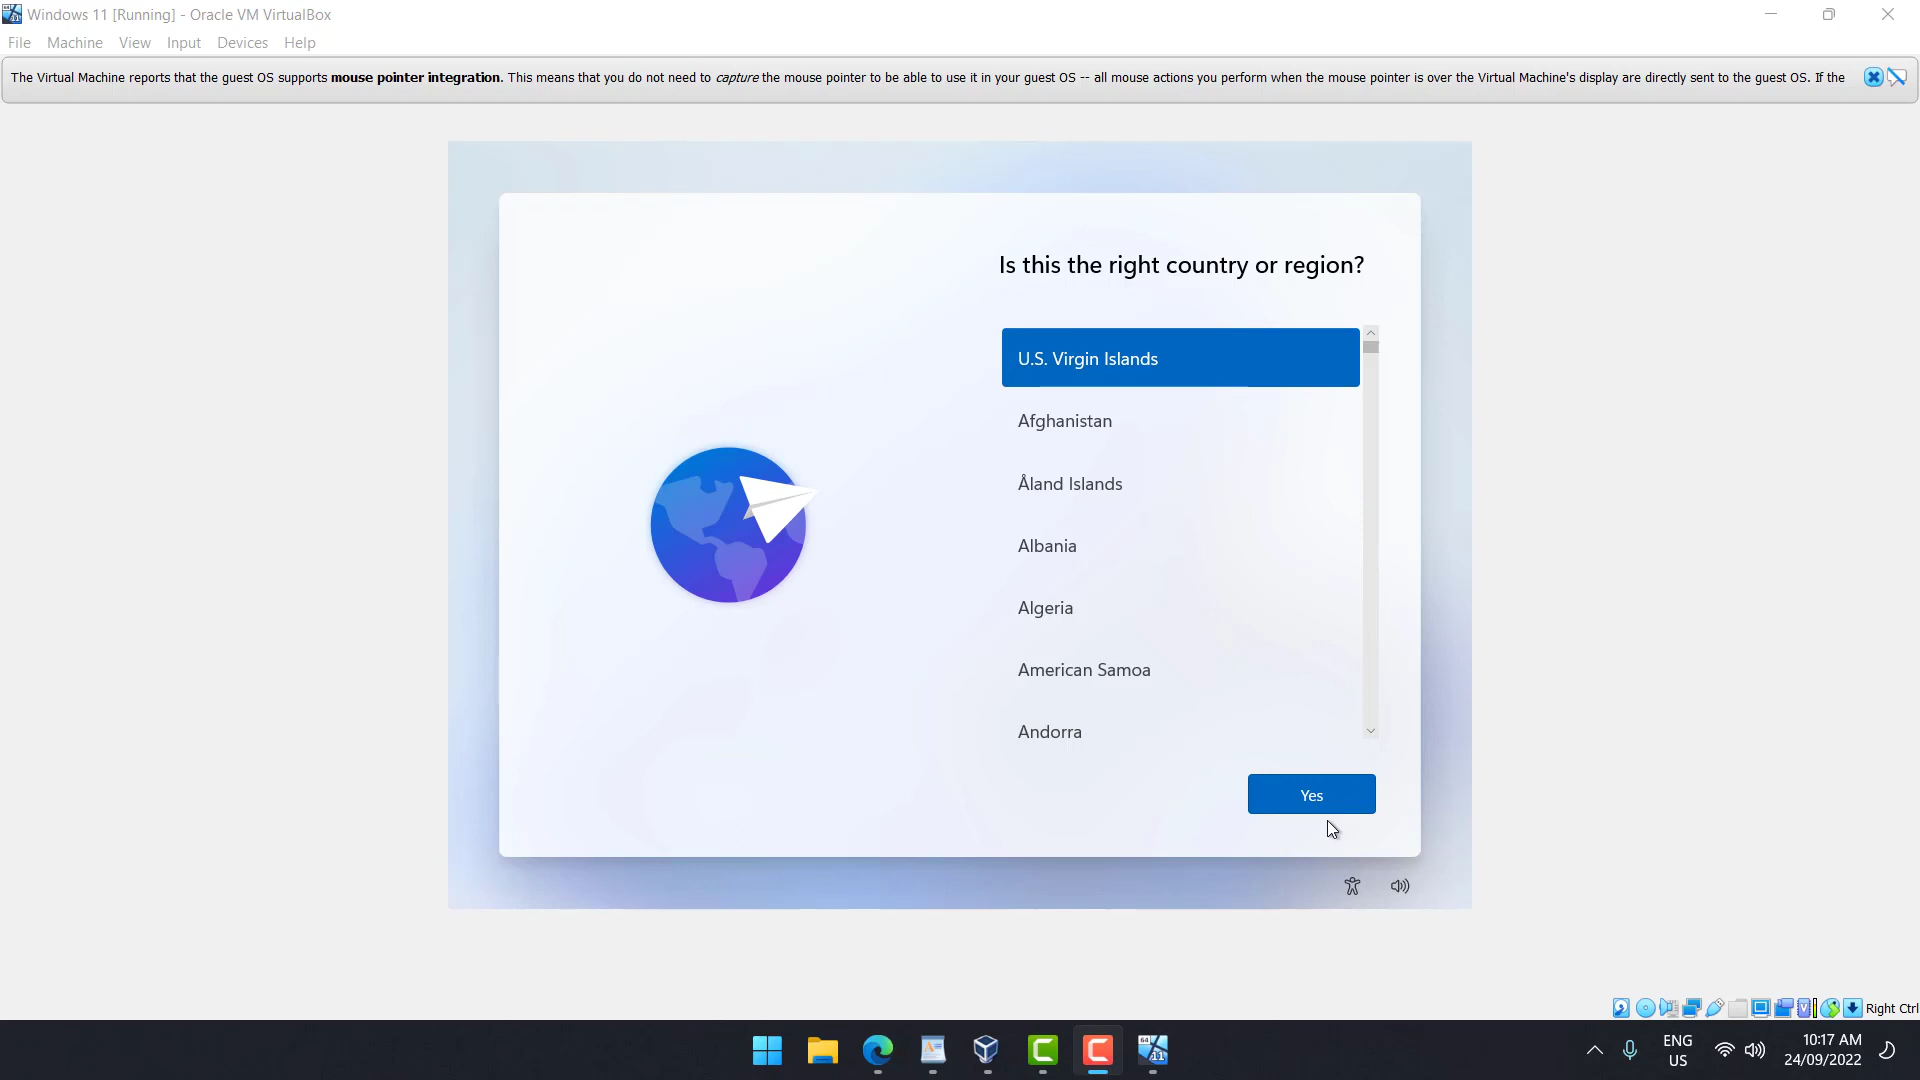 Windows 11 [Running] - Oracle VM VirtualBox
File Machine View Input Devices Help
The Virtual Machine reports that the guest OS supports mouse pointer integration. This means that you do not need to capture the mouse pointer to be able to use it in your guest OS -- all mouse actions you perform when the mouse pointer is over the Virtual Machine's display are directly sent to the guest OS. If the
Is this the right country or region?
U.S. Virgin Islands
Afghanistan
Åland Islands
Albania
Algeria
American Samoa
Andorra
Yes
Right Ctrl
ENG
US
10:17 AM
24/09/2022